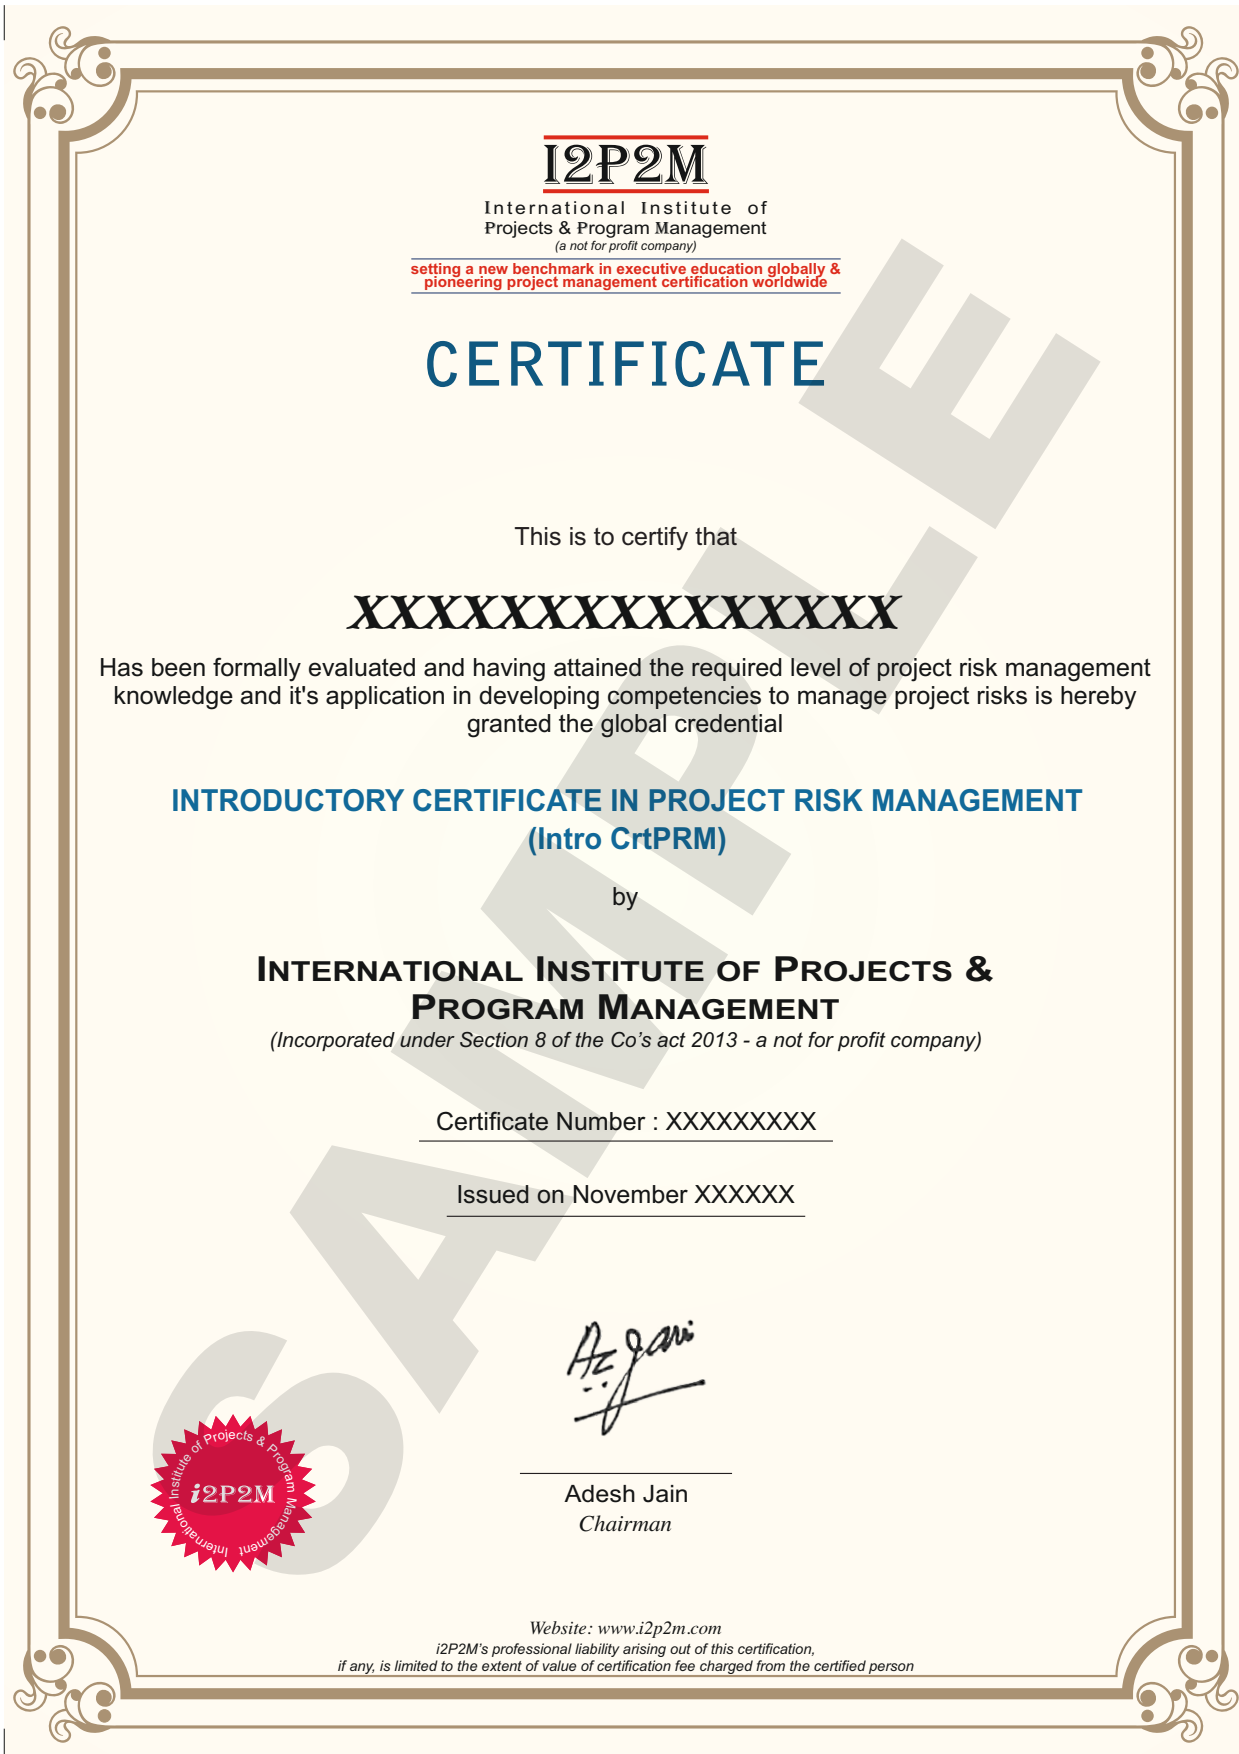 I2P2M
International Institute of
Projects & Program Management
(a not for profit company)
setting a new benchmark in executive education globally &
pioneering project management certification worldwide
CERTIFICATE
This is to certify that
XXXXXXXXXXXXXXXX
Has been formally evaluated and having attained the required level of project risk management
knowledge and it's application in developing competencies to manage project risks is hereby
granted the global credential
INTRODUCTORY CERTIFICATE IN PROJECT RISK MANAGEMENT
(Intro CrtPRM)
by
INTERNATIONAL INSTITUTE OF PROJECTS &
PROGRAM MANAGEMENT
(Incorporated under Section 8 of the Co's act 2013 - a not for profit company)
Certificate Number : XXXXXXXXX
Issued on November XXXXXX
SAMPLE
Adesh Jain
Chairman
International Institute of Projects & Program Management
i2P2M
Website: www.i2p2m.com
i2P2M's professional liability arising out of this certification,
if any, is limited to the extent of value of certification fee charged from the certified person